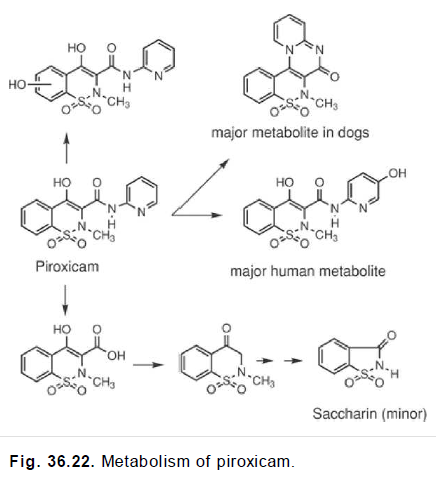 HO O
N N
H
HO
S N CH₃
O O
N N
O
S N CH₃
O O
major metabolite in dogs
HO O
N N
H
S N CH₃
O O
Piroxicam
OH
HO O
N N
H
S N CH₃
O O
major human metabolite
HO O
OH
S N CH₃
O O
O
S N CH₃
O O
O
S N H
O O
Saccharin (minor)
Fig. 36.22. Metabolism of piroxicam.